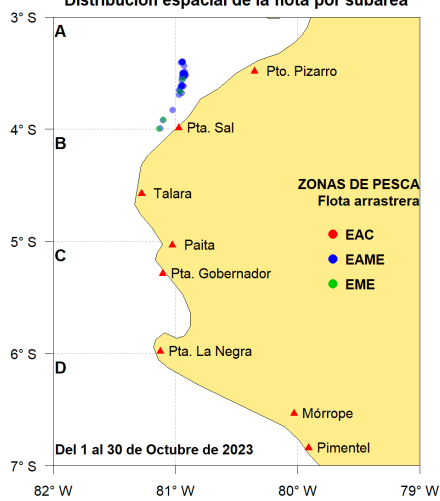 Distribución espacial de la flota por subárea
3° S
A
Pto. Pizarro
4° S
Pta. Sal
B
ZONAS DE PESCA
Talara
Flota arrastrera
EAC
5° S
Paita
EAME
C
Pta. Gobernador
EME
6° S
Pta. La Negra
D
Mórrope
Del 1 al 30 de Octubre de 2023
Pimentel
7° S
82° W
81° W
80° W
79° W